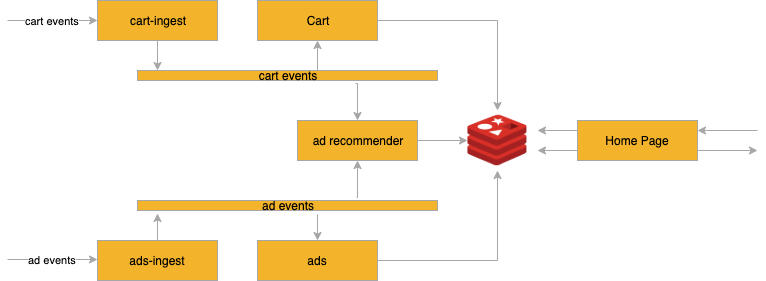 cart events
cart-ingest
Cart
cart events
ad recommender
Home Page
ad events
ad events
ads-ingest
ads